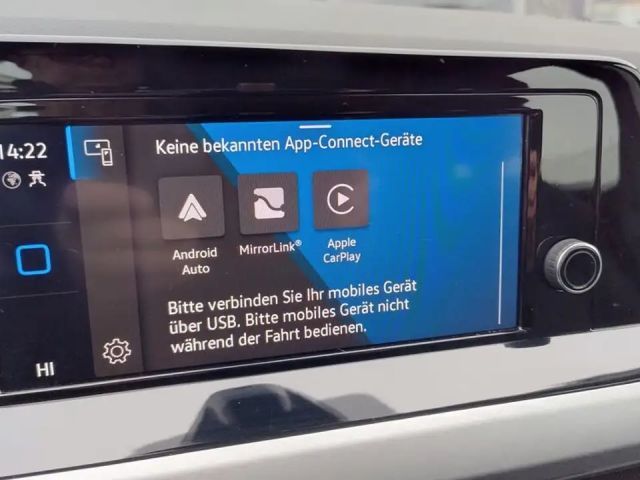 14:22
Keine bekannten App-Connect-Geräte
Android
Auto
MirrorLink®
Apple
CarPlay
Bitte verbinden Sie Ihr mobiles Gerät
über USB. Bitte mobiles Gerät nicht
während der Fahrt bedienen.
HI